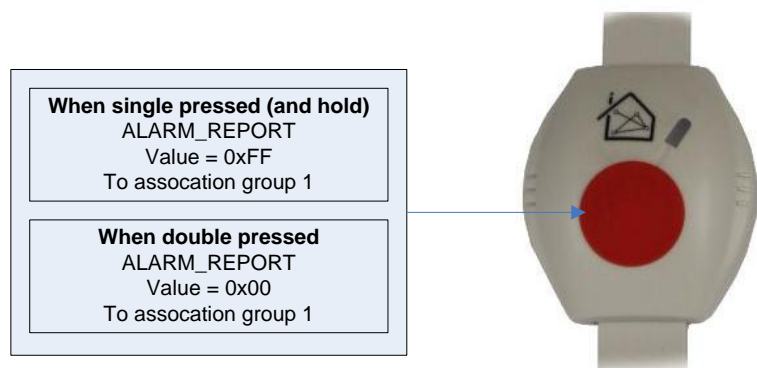 When single pressed (and hold)
ALARM_REPORT
Value = 0xFF
To assocation group 1
When double pressed
ALARM_REPORT
Value = 0x00
To assocation group 1